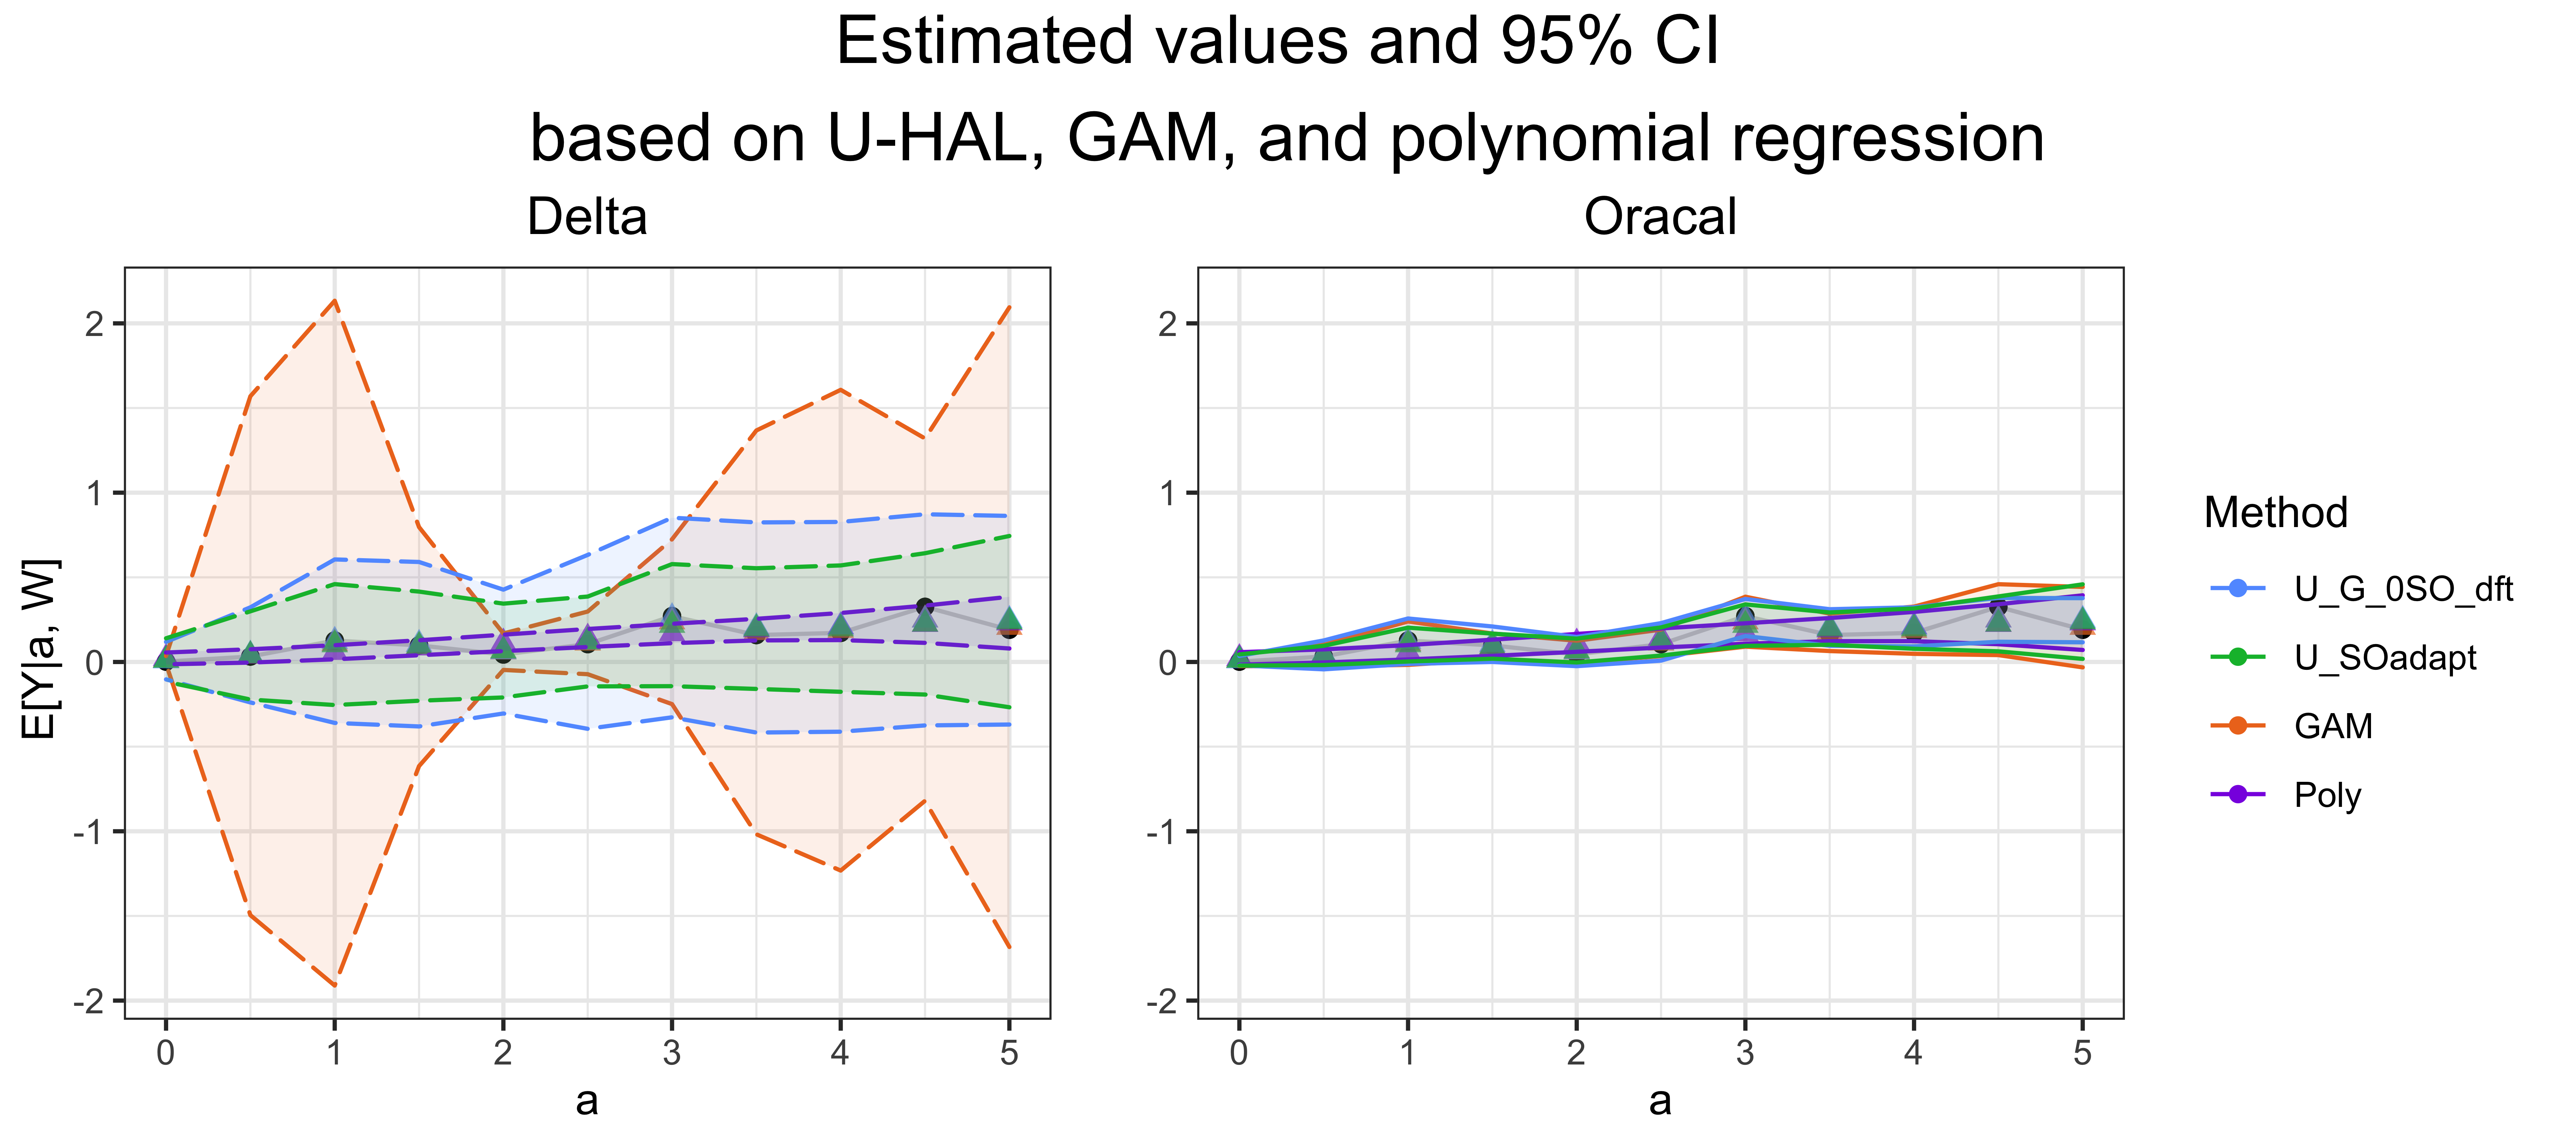 Estimated values and 95% CI
based on U-HAL, GAM, and polynomial regression
Delta
Oracal
E[Y|a, W]
2
1
0
-1
-2
0 1 2 3 4 5
a
2
1
0
-1
-2
0 1 2 3 4 5
a
Method
U_G_0SO_dft
U_SOadapt
GAM
Poly